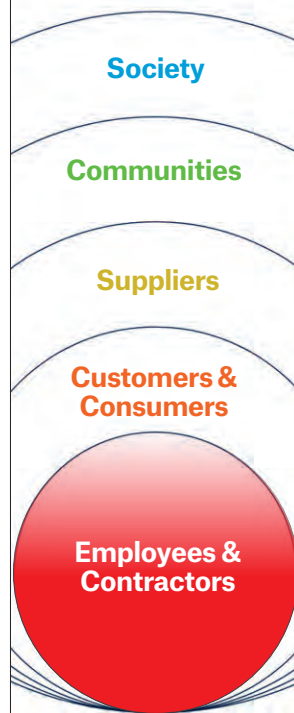 Society
Communities
Suppliers
Customers &
Consumers
Employees &
Contractors